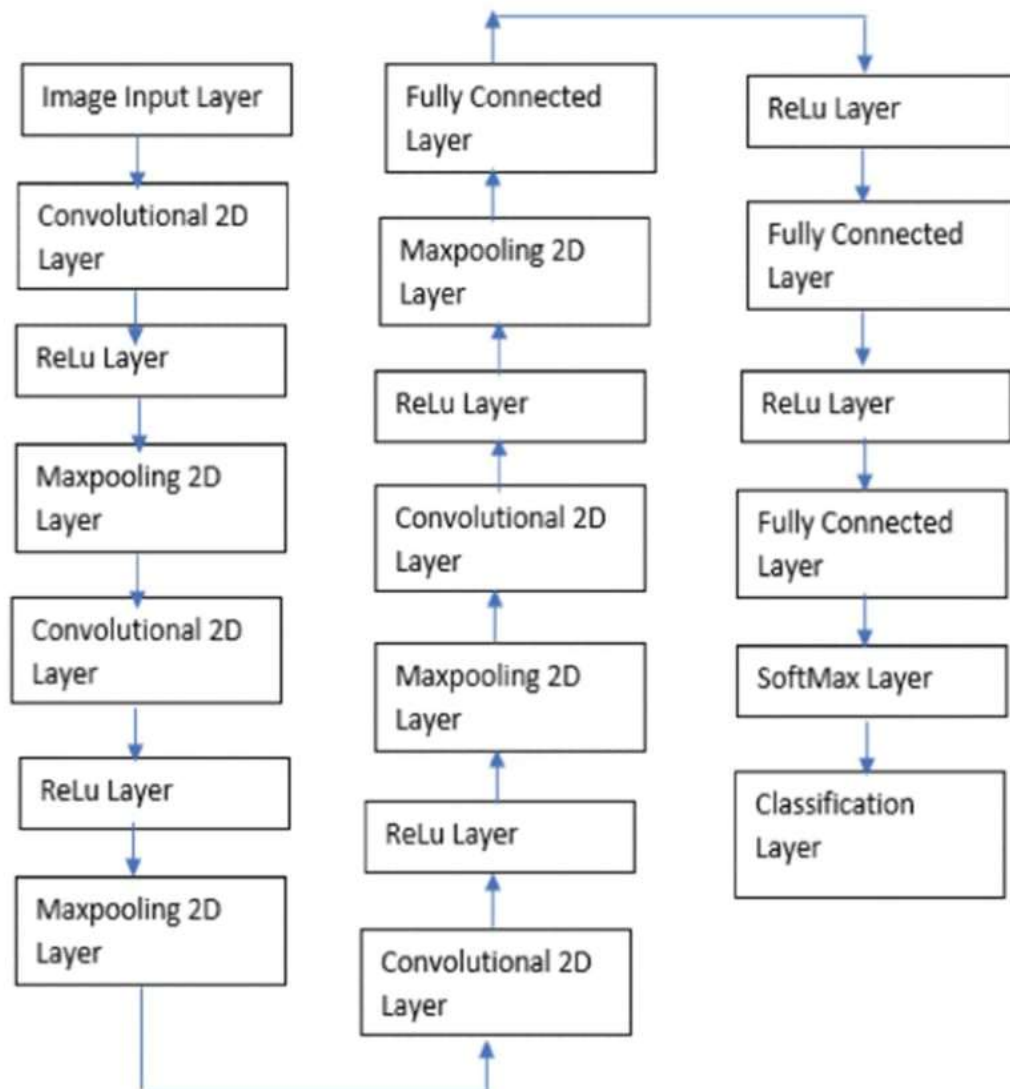 Image Input Layer
Convolutional 2D
Layer
ReLu Layer
Maxpooling 2D
Layer
Convolutional 2D
Layer
ReLu Layer
Maxpooling 2D
Layer
Convolutional 2D
Layer
ReLu Layer
Maxpooling 2D
Layer
Convolutional 2D
Layer
ReLu Layer
Maxpooling 2D
Layer
Fully Connected
Layer
ReLu Layer
Fully Connected
Layer
ReLu Layer
Fully Connected
Layer
SoftMax Layer
Classification
Layer